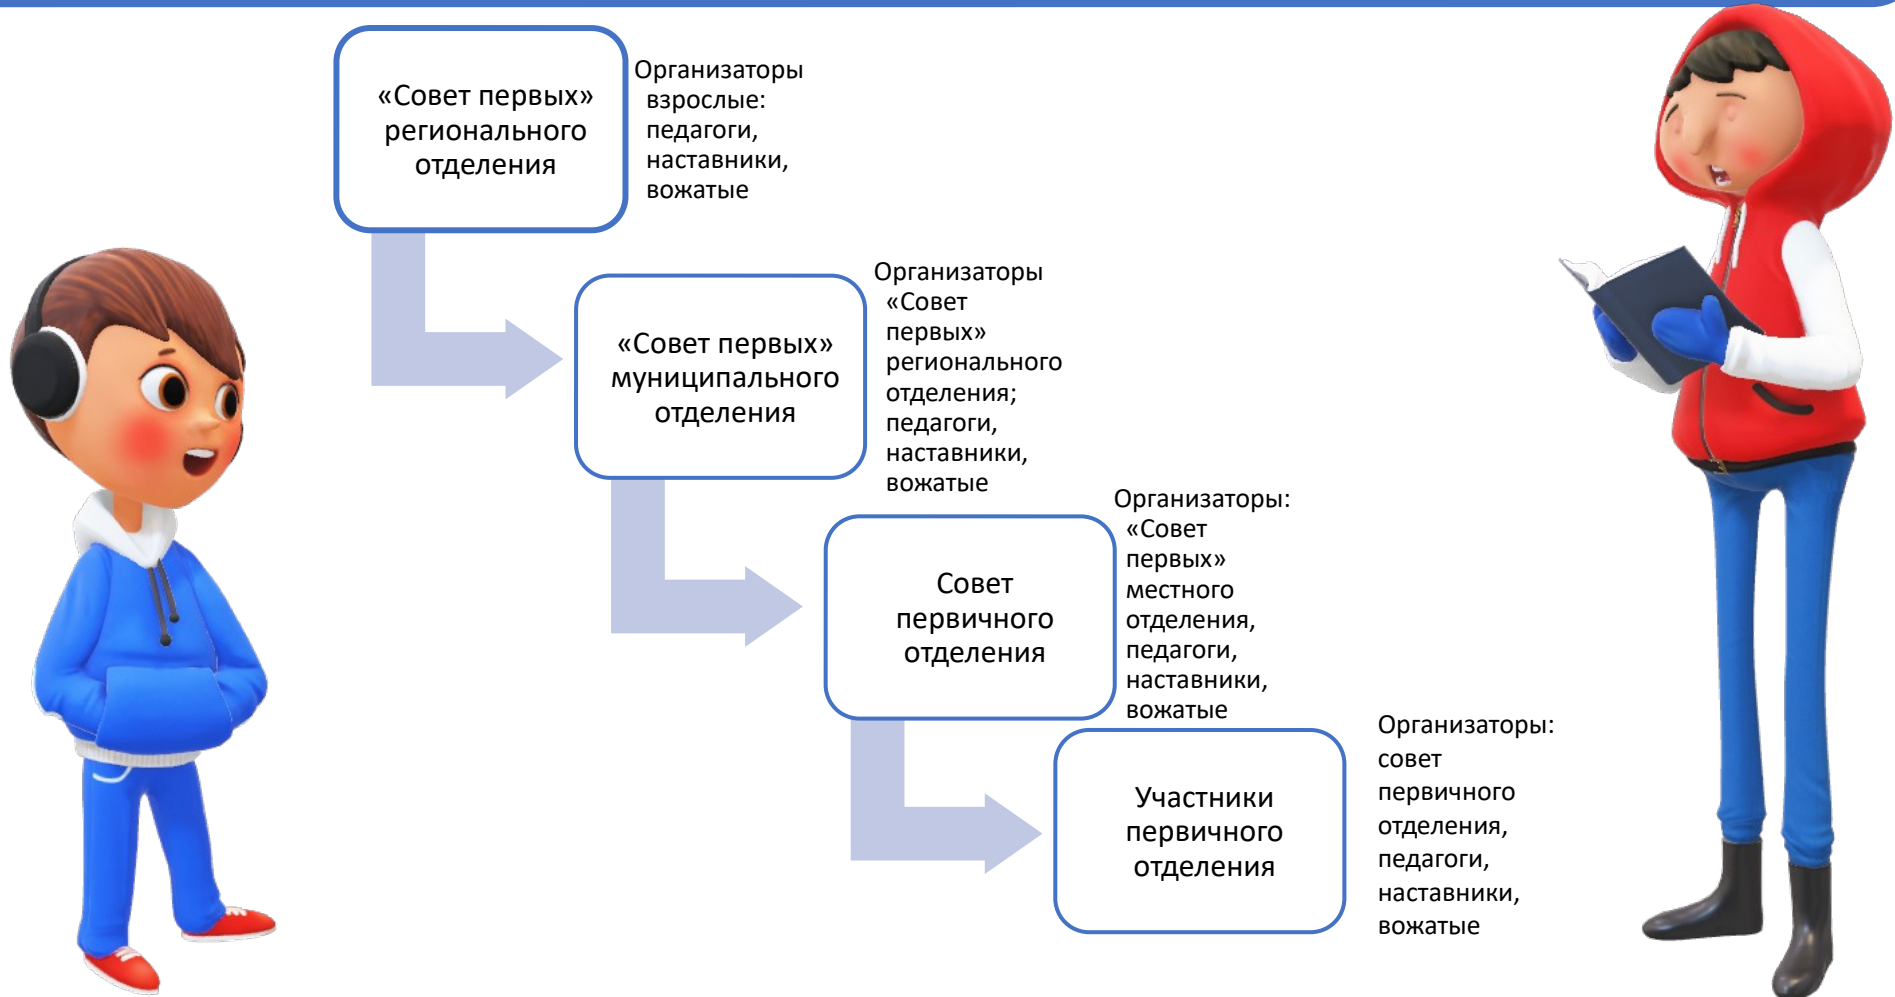 «Совет первых»
регионального
отделения
Организаторы
взрослые:
педагоги,
наставники,
вожатые
«Совет первых»
муниципального
отделения
Организаторы
«Совет
первых»
регионального
отделения;
педагоги,
наставники,
вожатые
Совет
первичного
отделения
Организаторы:
«Совет
первых»
местного
отделения,
педагоги,
наставники,
вожатые
Участники
первичного
отделения
Организаторы:
совет
первичного
отделения,
педагоги,
наставники,
вожатые